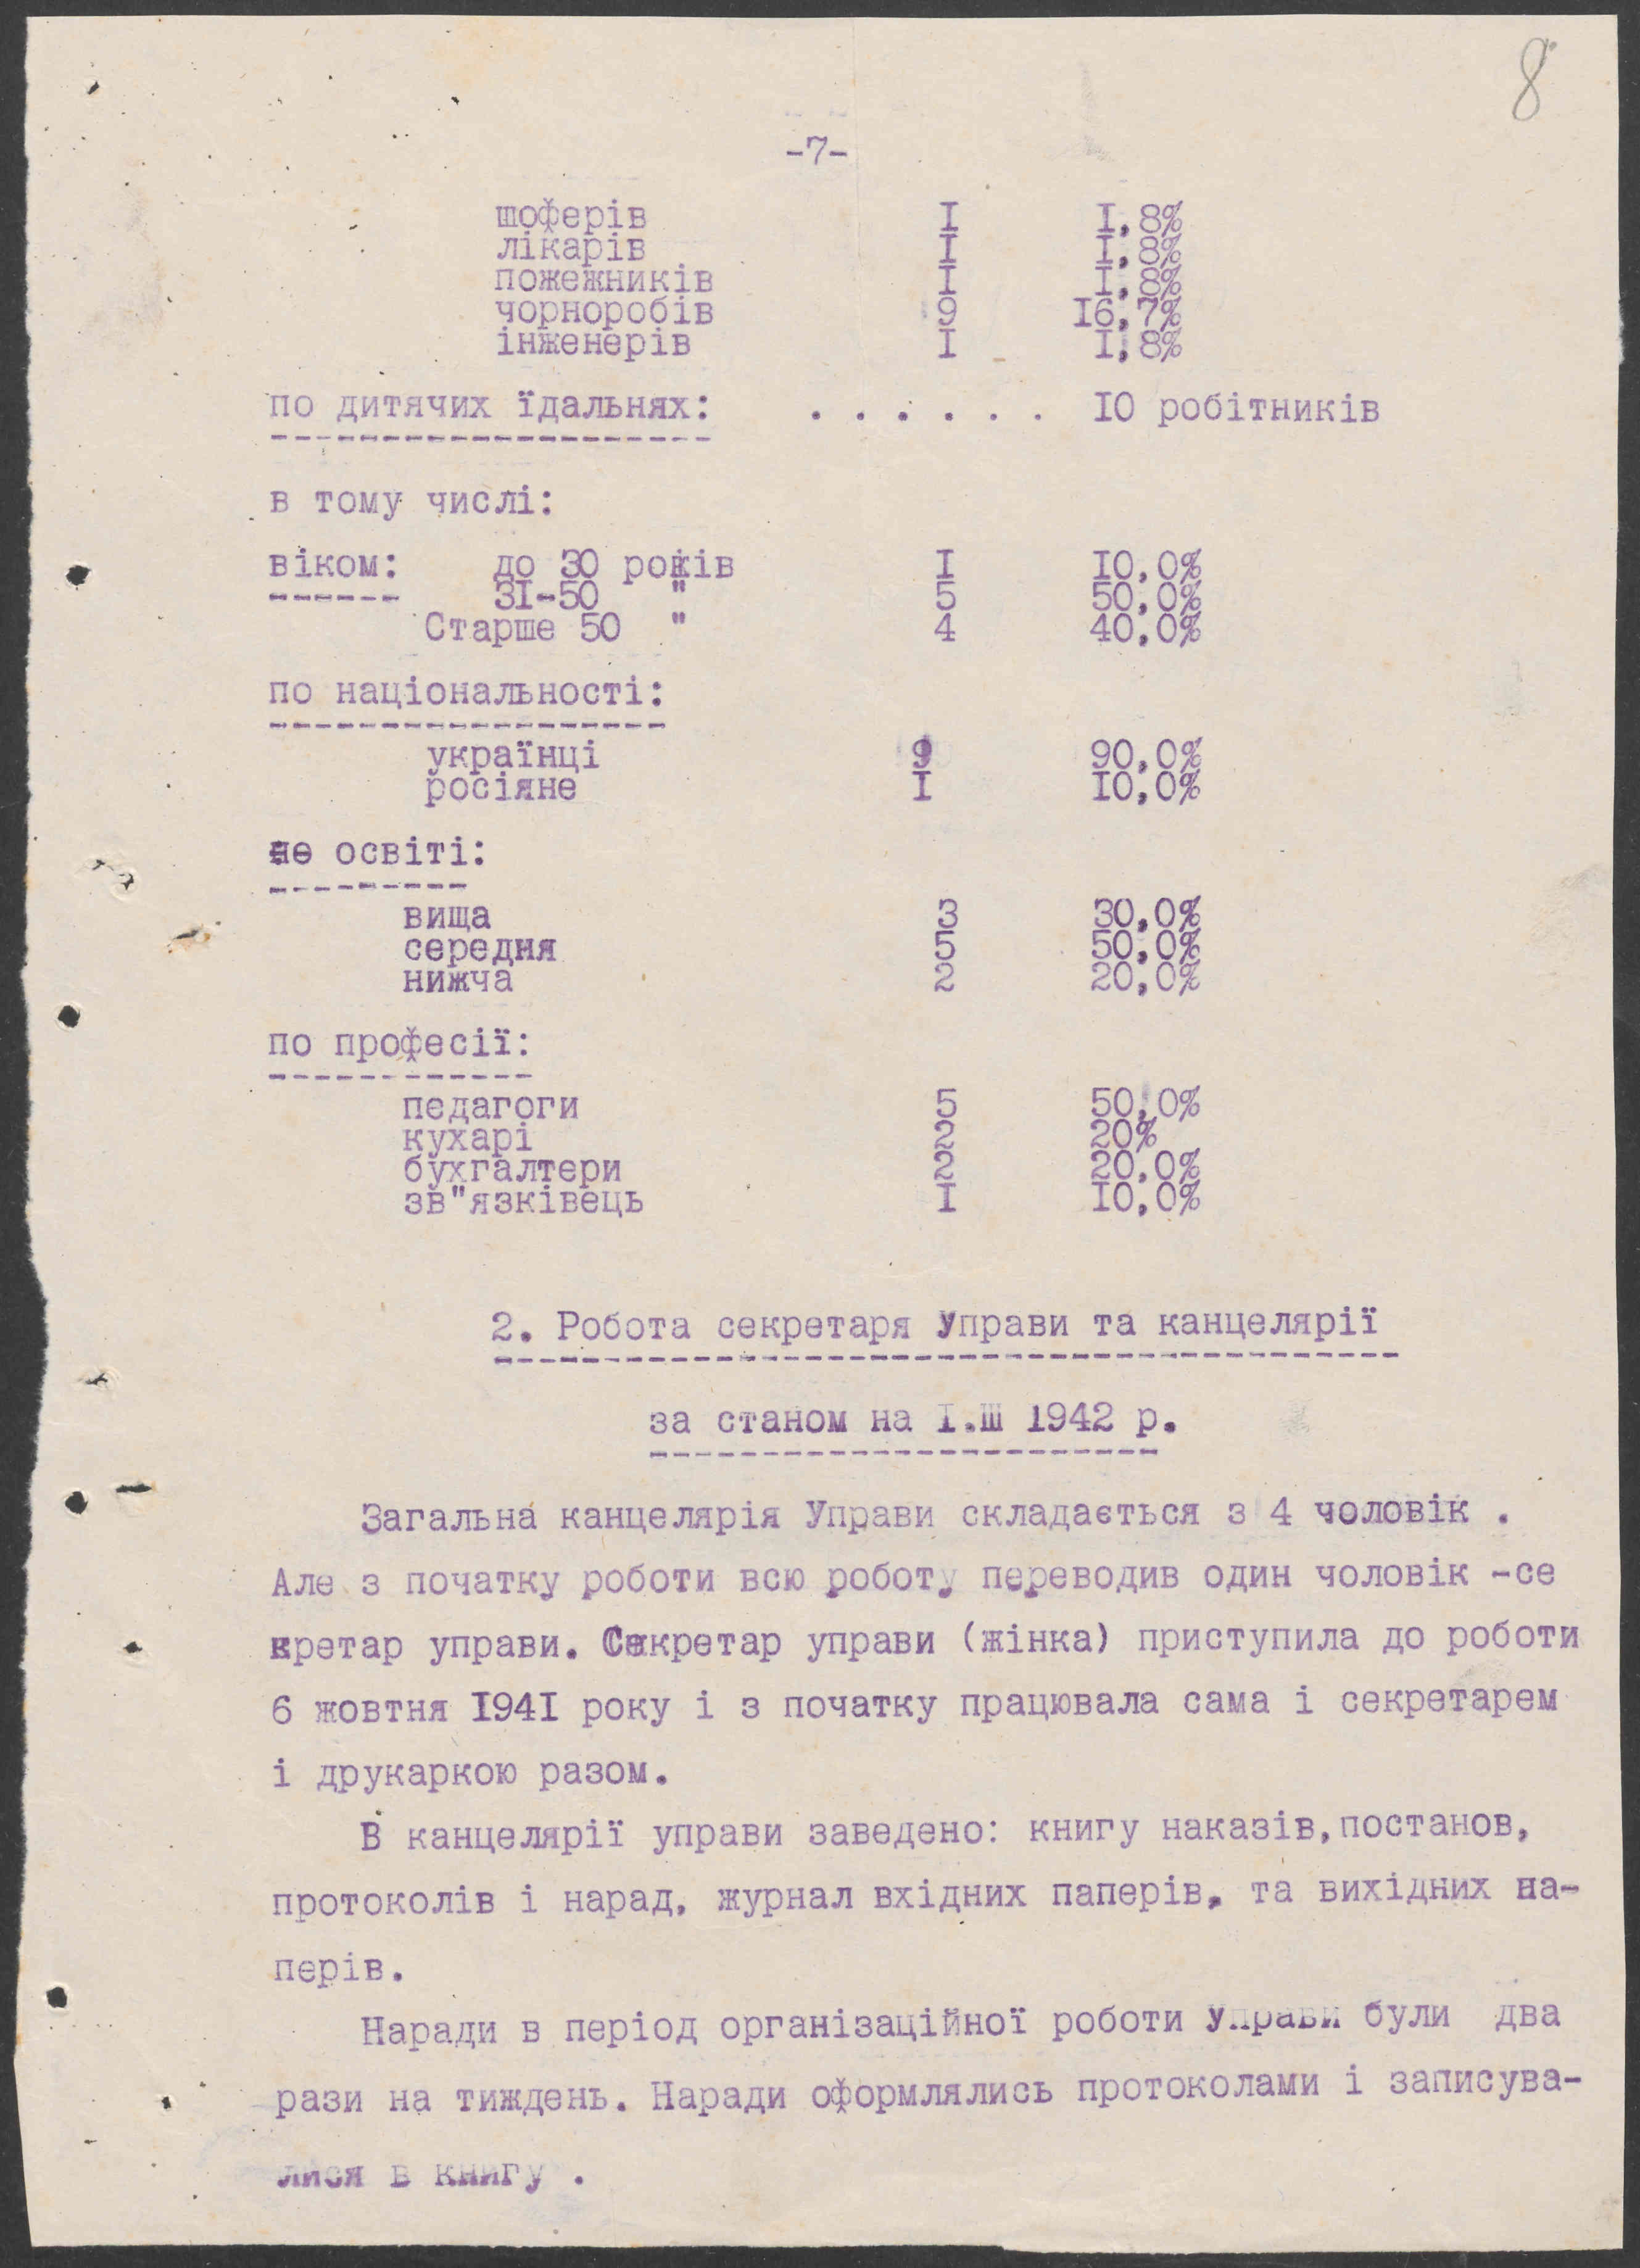 8
-7-
шоферів I I,8%
лікарів I I,8%
пожежників I I,8%
чорноробів 9 I6,7%
інженерів I I,8%
по дитячих їдальнях: . . . . . . IO робітників
в тому числі:
віком: до 30 років I IO,0%
3I-50 " 5 50,0%
Старше 50 " 4 40,0%
по національності:
українці 9 90,0%
росіяне I IO,0%
по освіті:
вища 3 30,0%
середня 5 50,0%
нижча 2 20,0%
по професії:
педагоги 5 50,0%
кухарі 2 20%
бухгалтери 2 20,0%
зв"язківець I IO,0%
2. Робота секретаря Управи та канцелярії
за станом на I.Ш 1942 р.
Загальна канцелярія Управи складається з 4 чоловік .
Але з початку роботи всю роботу переводив один чоловік -се
кретар управи. Секретар управи (жінка) приступила до роботи
6 жовтня I94I року і з початку працювала сама і секретарем
і друкаркою разом.
В канцелярії управи заведено: книгу наказів,постанов,
протоколів і нарад, журнал вхідних паперів, та вихідних па-
перів.
Наради в період організаційної роботи Управи були два
рази на тиждень. Наради оформлялись протоколами і записува-
лися в книгу .